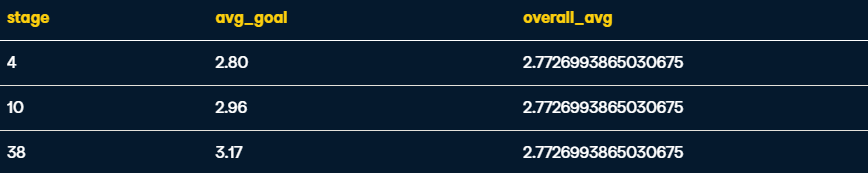 stage avg_goal overall_avg
4 2.80 2.7726993865030675
10 2.96 2.7726993865030675
38 3.17 2.7726993865030675